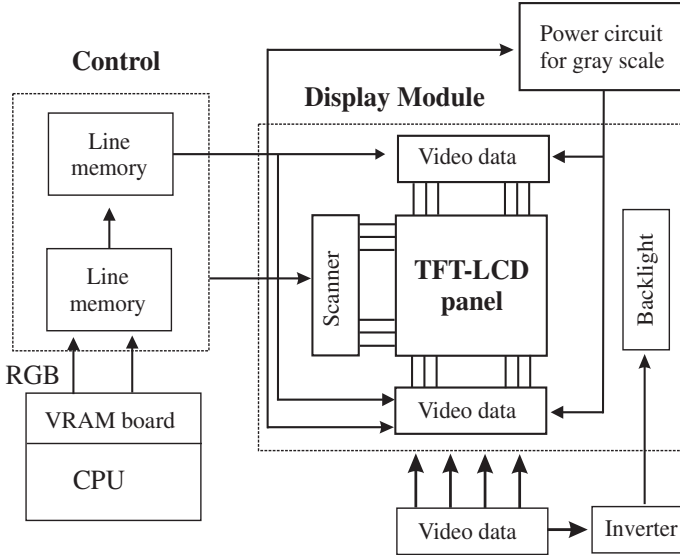 Power circuit
for gray scale
Control
Display Module
Line
memory
Video data
Line
memory
Scanner
TFT-LCD
panel
Backlight
RGB
VRAM board
CPU
Video data
Video data
Inverter